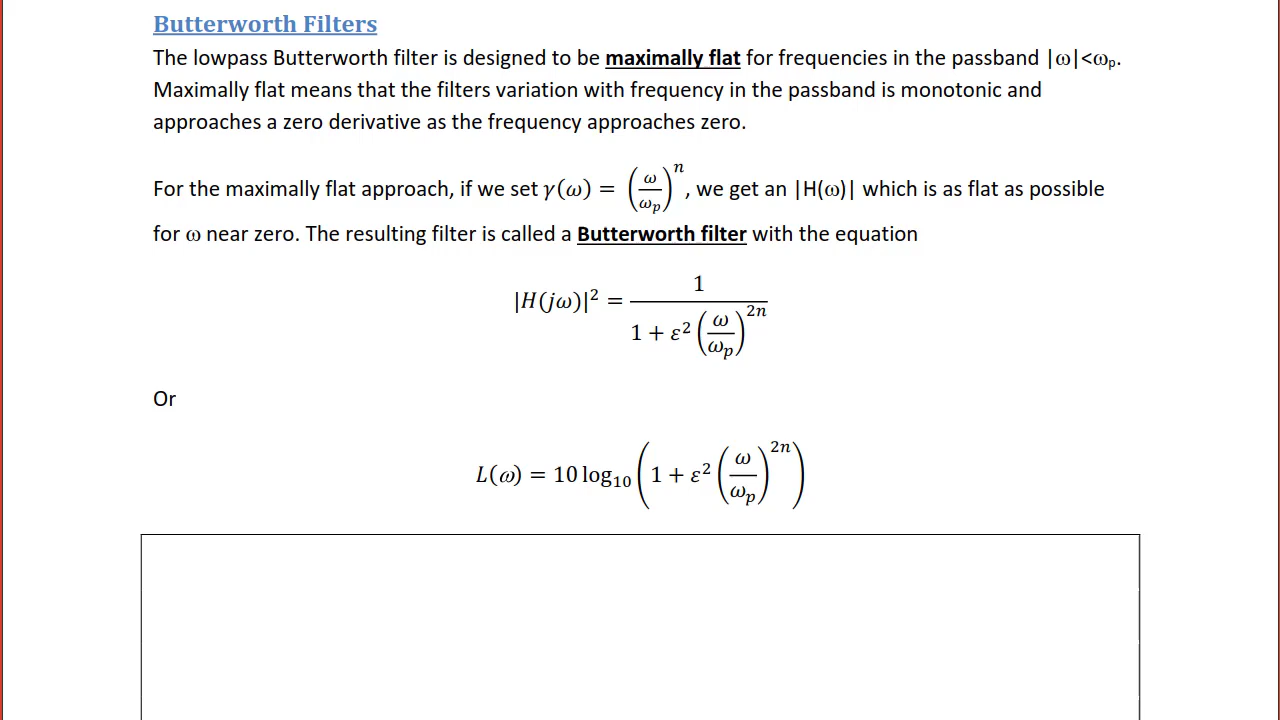 Butterworth Filters
The lowpass Butterworth filter is designed to be maximally flat for frequencies in the passband |ω|<ωₚ.
Maximally flat means that the filters variation with frequency in the passband is monotonic and
approaches a zero derivative as the frequency approaches zero.
For the maximally flat approach, if we set γ(ω) = (ω/ωₚ)ⁿ, we get an |H(ω)| which is as flat as possible
for ω near zero. The resulting filter is called a Butterworth filter with the equation
|H(jω)|² = 1 / (1 + ε² (ω/ωₚ)²ⁿ)
Or
L(ω) = 10 log₁₀ (1 + ε² (ω/ωₚ)²ⁿ)